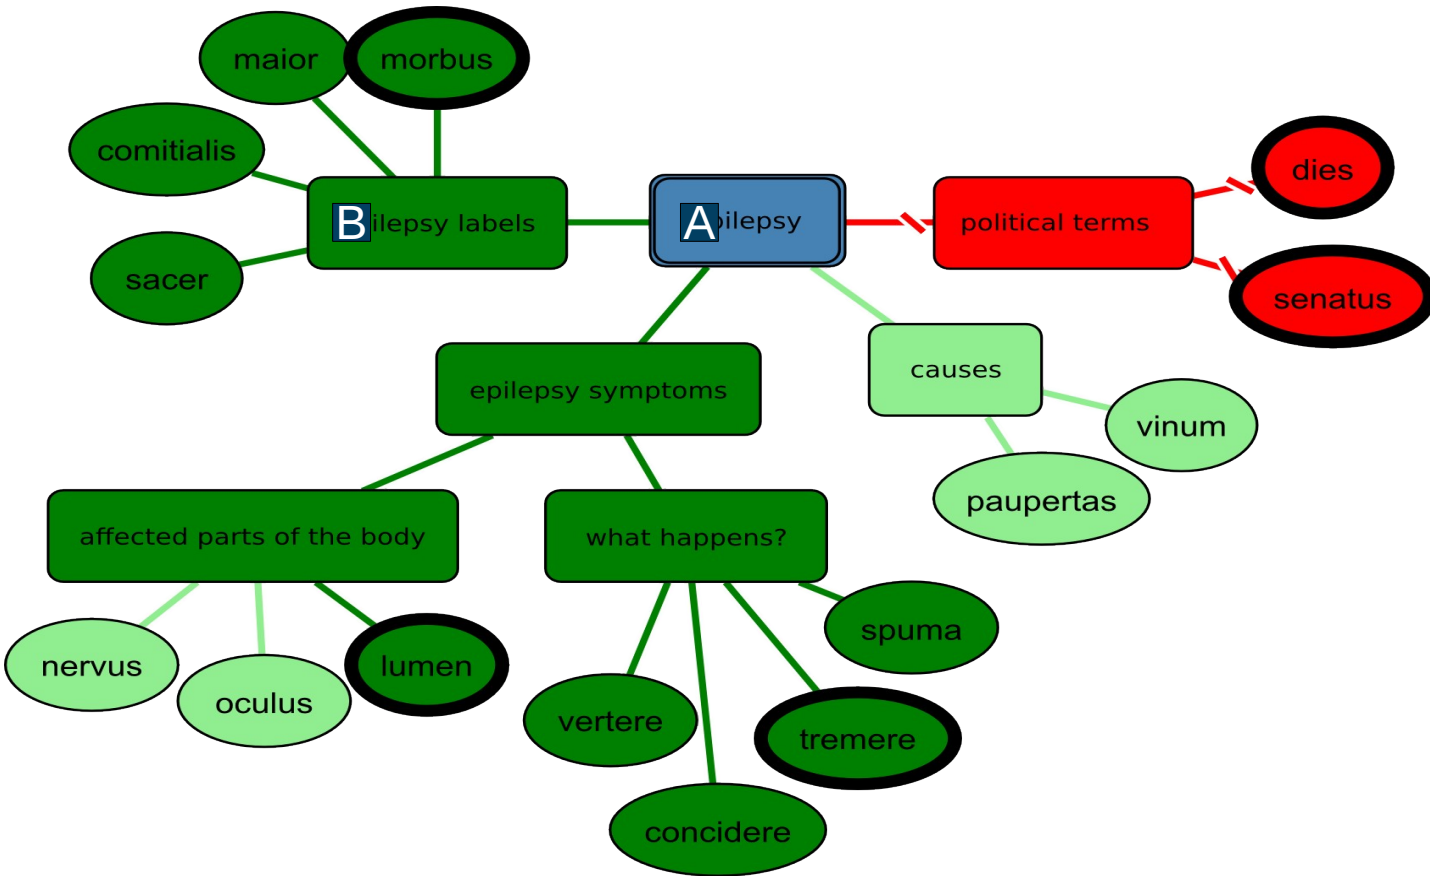 maior
morbus
comitialis
dies
B
ilepsy labels
A
pilepsy
political terms
sacer
senatus
epilepsy symptoms
causes
vinum
paupertas
affected parts of the body
what happens?
nervus
oculus
lumen
spuma
vertere
tremere
concidere